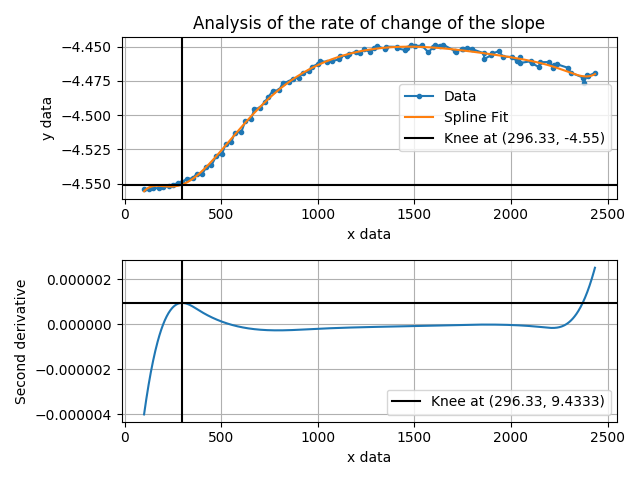 Analysis of the rate of change of the slope
−4.450
−4.475
−4.500
−4.525
−4.550
y data
Data
Spline Fit
Knee at (296.33, -4.55)
0 500 1000 1500 2000 2500
x data
0.000002
0.000000
−0.000002
−0.000004
Second derivative
Knee at (296.33, 9.4333)
0 500 1000 1500 2000 2500
x data